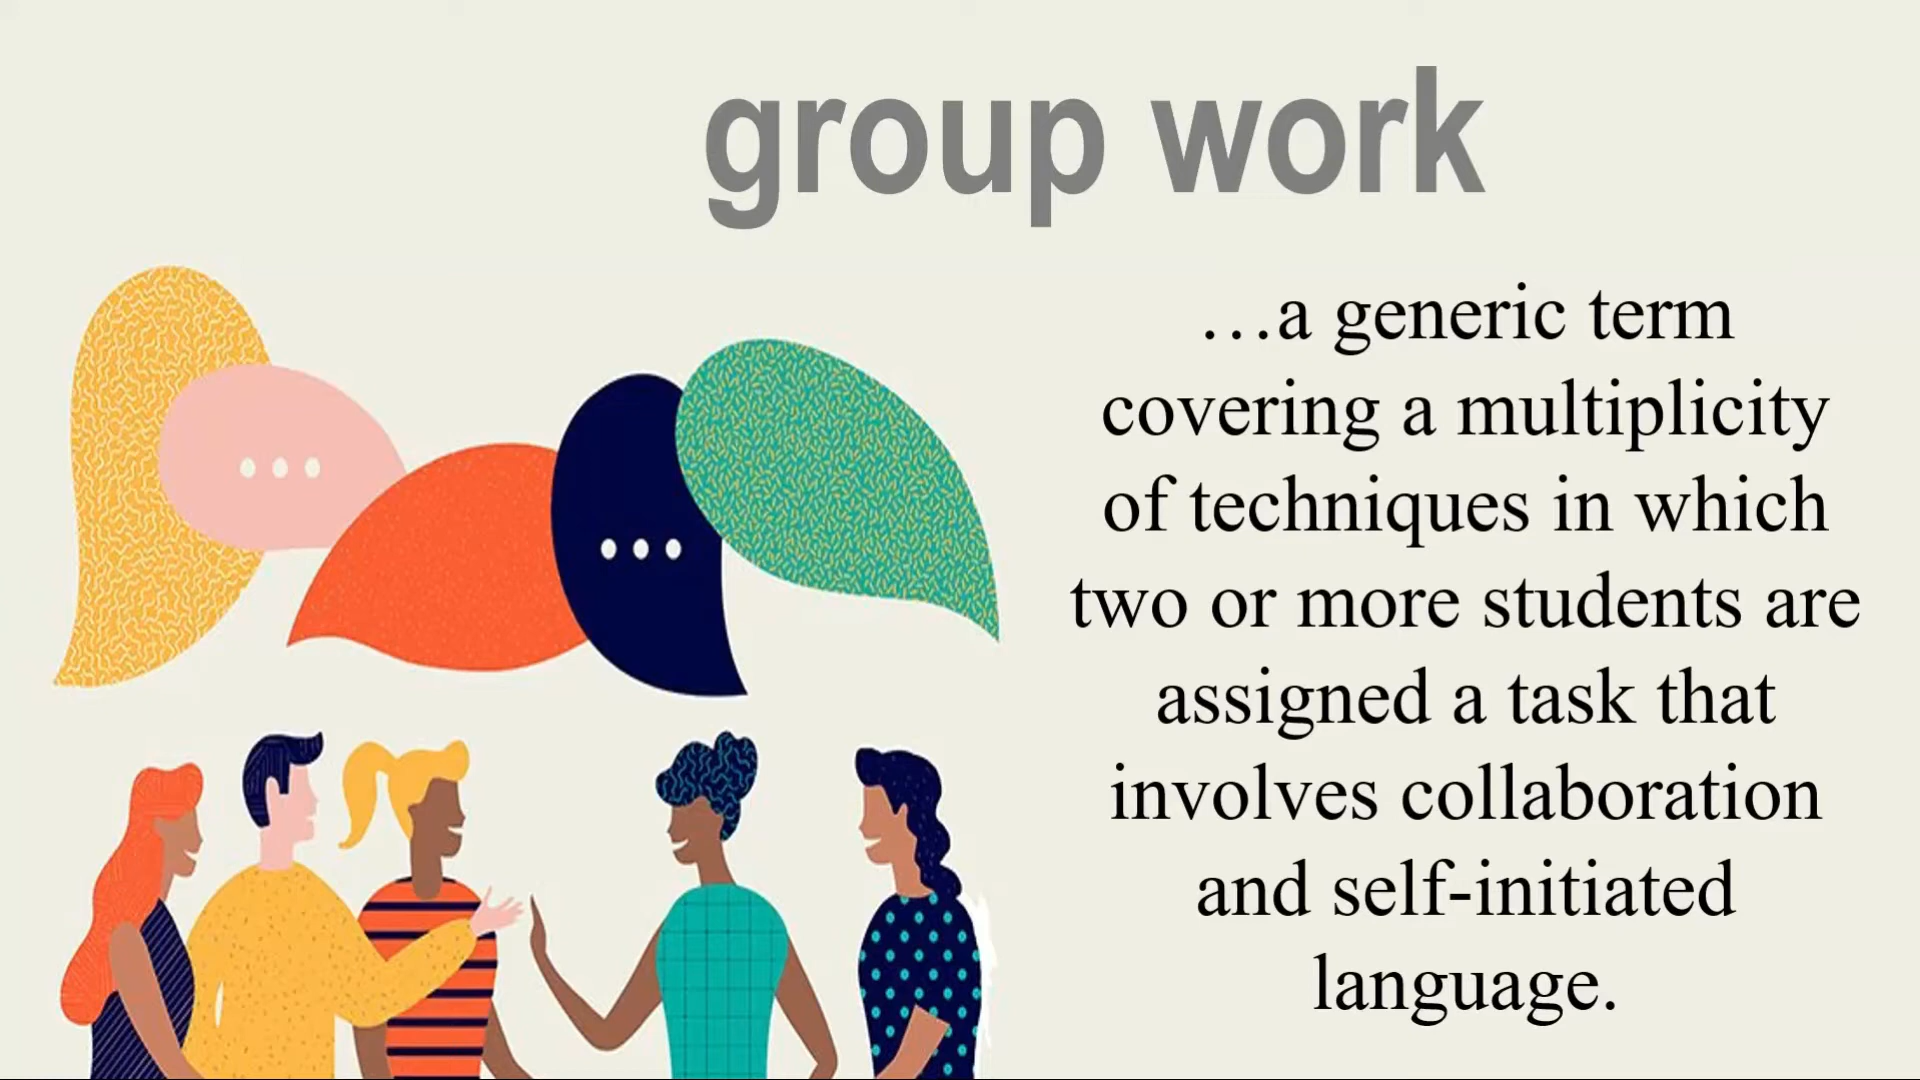 group work
…a generic term
covering a multiplicity
of techniques in which
two or more students are
assigned a task that
involves collaboration
and self-initiated
language.